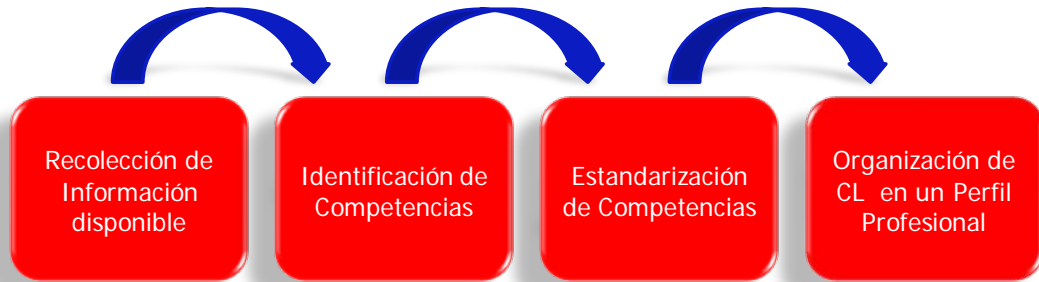 Recolección de
Información
disponible
Identificación de
Competencias
Estandarización
de Competencias
Organización de
CL en un Perfil
Profesional